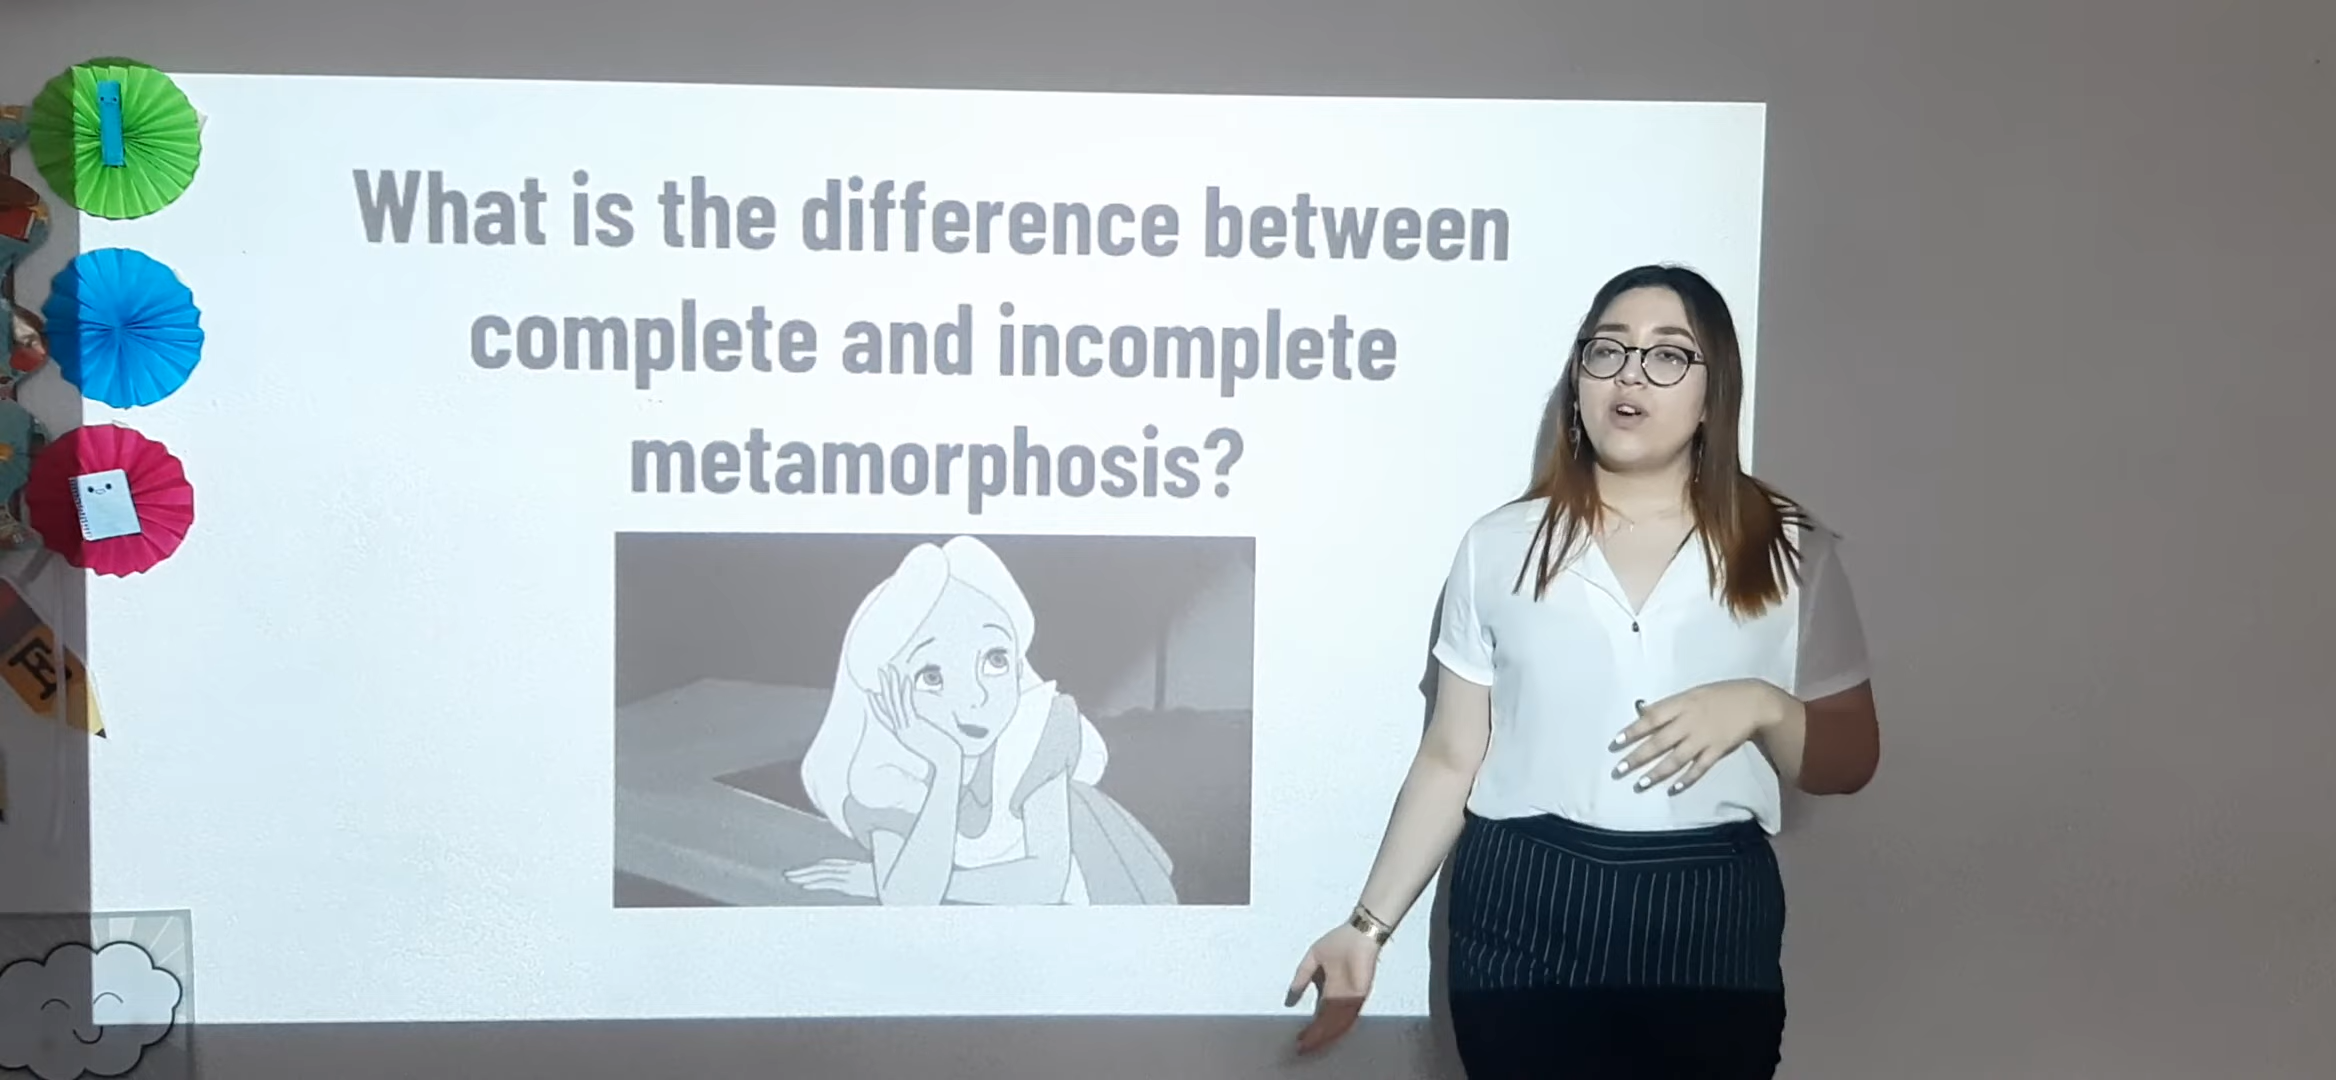 What is the difference between
complete and incomplete
metamorphosis?
E